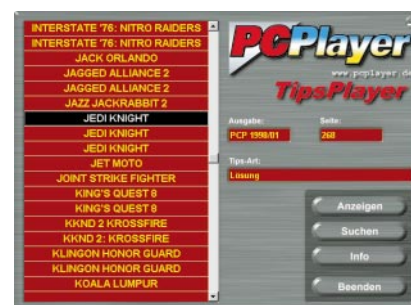 INTERSTATE '76: NITRO RAIDERS
INTERSTATE '76: NITRO RAIDERS
JACK ORLANDO
JAGGED ALLIANCE 2
JAGGED ALLIANCE 2
JAZZ JACKRABBIT 2
JEDI KNIGHT
JEDI KNIGHT
JEDI KNIGHT
JET MOTO
JOINT STRIKE FIGHTER
KING'S QUEST 8
KING'S QUEST 8
KKND 2 KROSSFIRE
KKND 2: KROSSFIRE
KLINGON HONOR GUARD
KLINGON HONOR GUARD
KOALA LUMPUR
PCPlayer
www.pcplayer.de
TipsPlayer
Ausgabe: Seite:
PCP 1998/01 268
Tips-Art:
Lösung
Anzeigen
Suchen
Info
Beenden